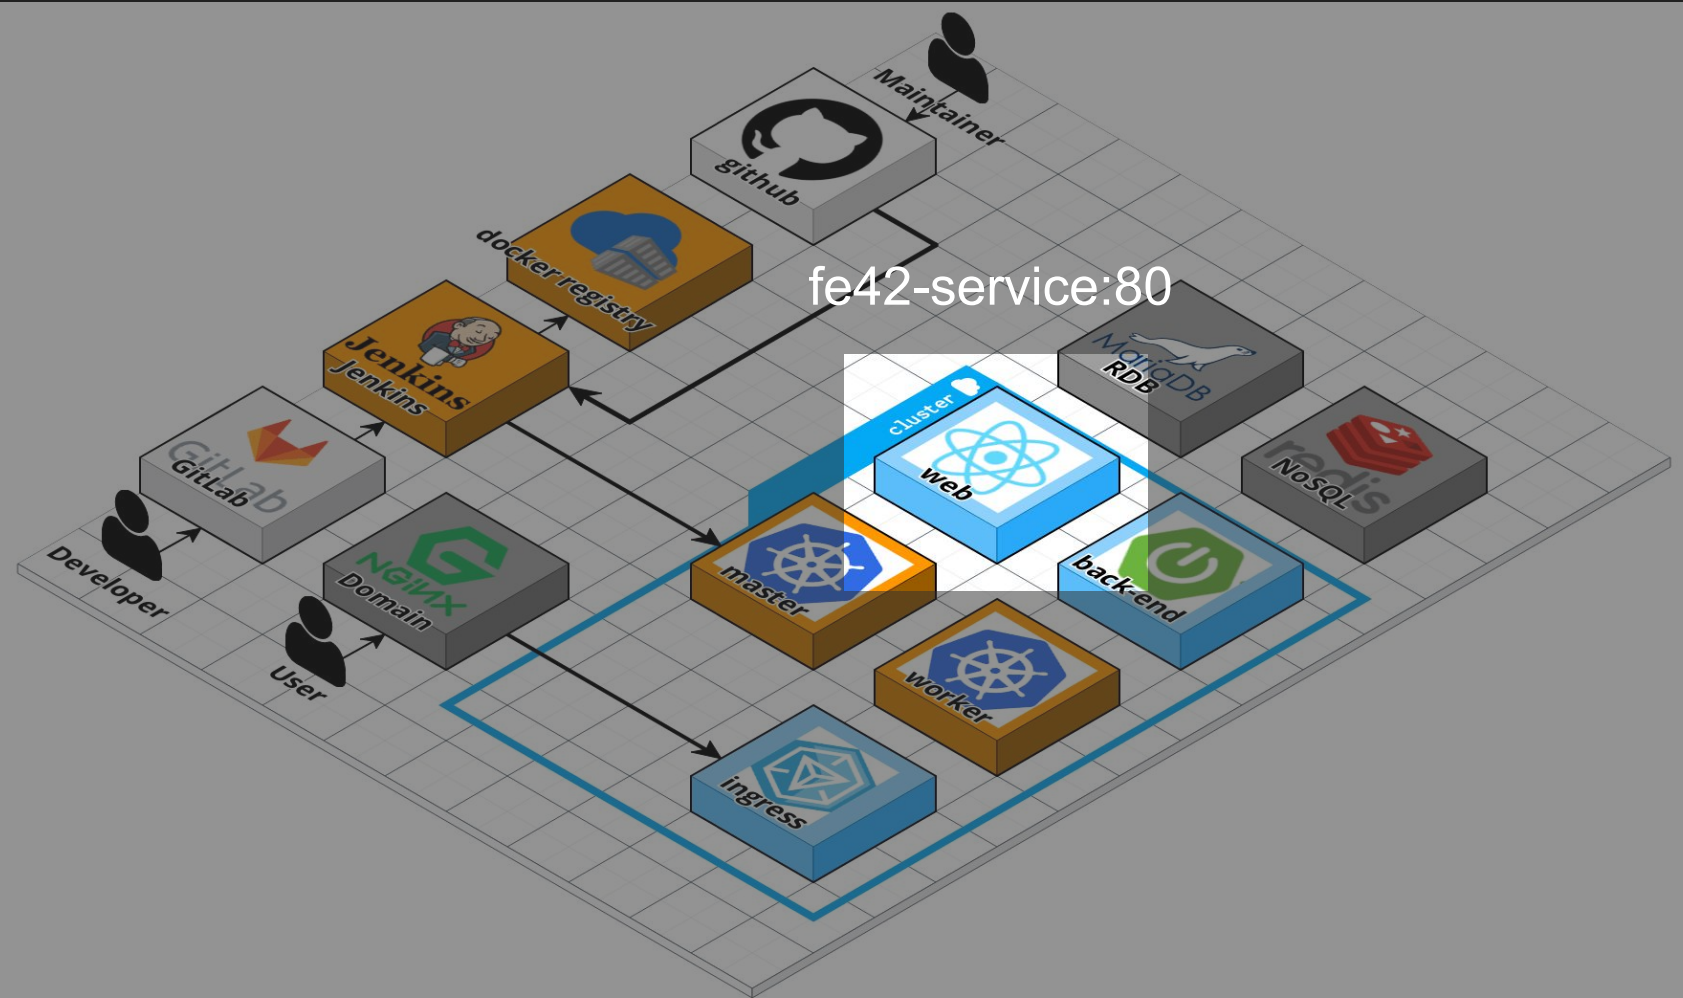 Maintainer
github
docker registry
fe42-service:80
Jenkins
Jenkins
MariaDB
RDB
cluster
web
GitLab
GitLab
redis
NoSQL
NGiNX
Domain
master
back-end
Developer
User
worker
ingress